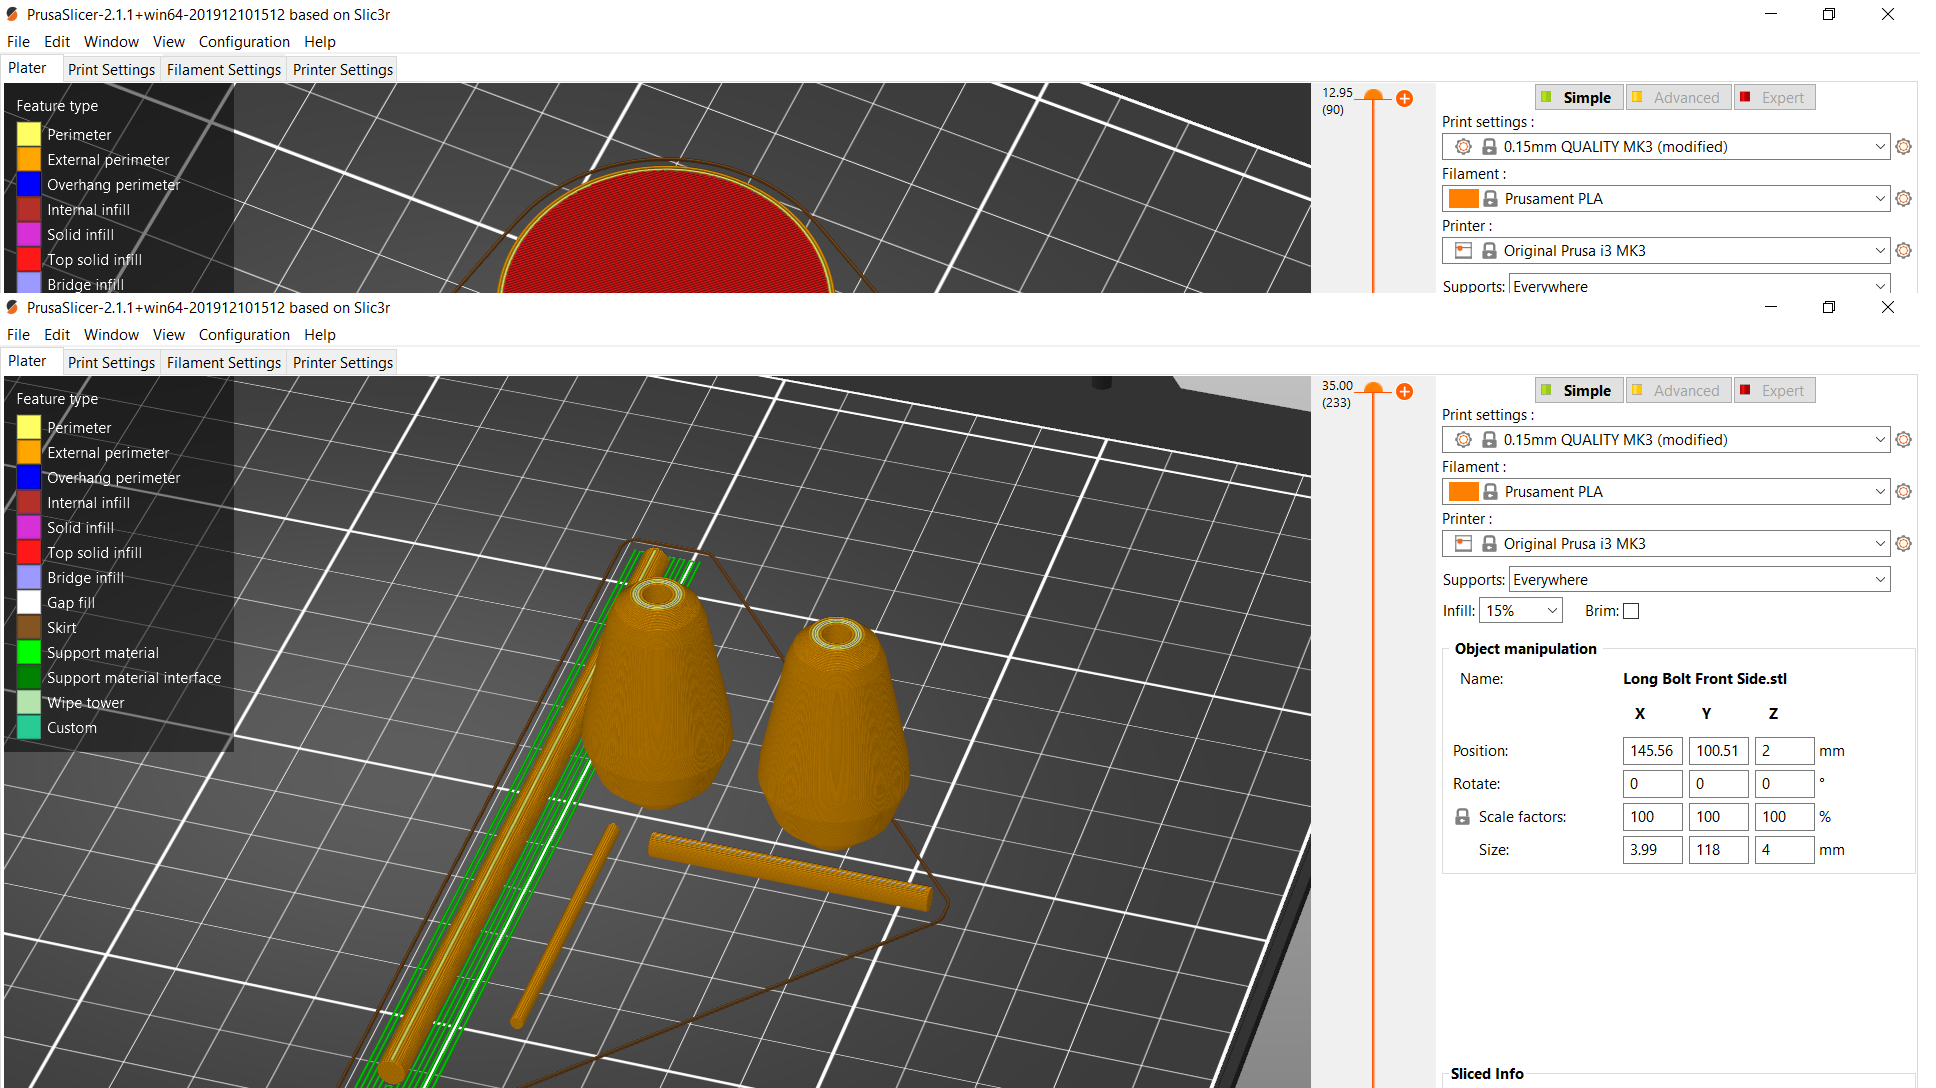 PrusaSlicer-2.1.1+win64-201912101512 based on Slic3r
File Edit Window View Configuration Help
Plater Print Settings Filament Settings Printer Settings
Feature type
Perimeter
External perimeter
Overhang perimeter
Internal infill
Solid infill
Top solid infill
Bridge infill
12.95
(90)
Simple Advanced Expert
Print settings :
0.15mm QUALITY MK3 (modified)
Filament :
Prusament PLA
Printer :
Original Prusa i3 MK3
Supports: Everywhere
PrusaSlicer-2.1.1+win64-201912101512 based on Slic3r
File Edit Window View Configuration Help
Plater Print Settings Filament Settings Printer Settings
Feature type
Perimeter
External perimeter
Overhang perimeter
Internal infill
Solid infill
Top solid infill
Bridge infill
Gap fill
Skirt
Support material
Support material interface
Wipe tower
Custom
35.00
(233)
Simple Advanced Expert
Print settings :
0.15mm QUALITY MK3 (modified)
Filament :
Prusament PLA
Printer :
Original Prusa i3 MK3
Supports: Everywhere
Infill: 15% Brim:
Object manipulation
Name: Long Bolt Front Side.stl
X Y Z
Position: 145.56 100.51 2 mm
Rotate: 0 0 0 °
Scale factors: 100 100 100 %
Size: 3.99 118 4 mm
Sliced Info